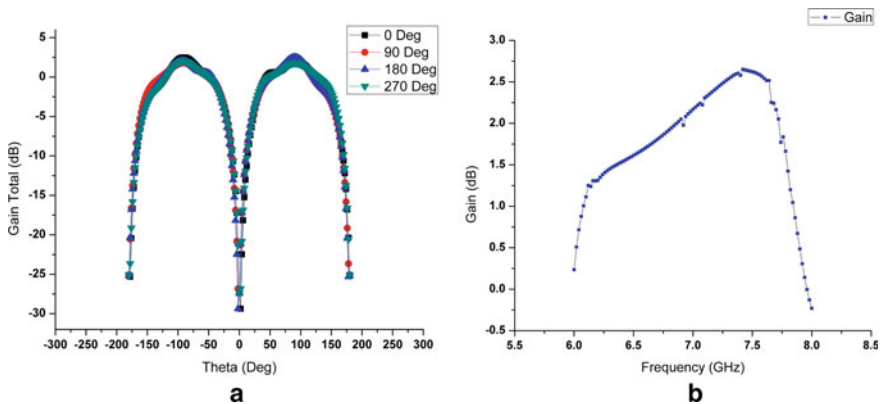 5
0
-5
-10
-15
-20
-25
-30
Gain Total (dB)
0 Deg
90 Deg
180 Deg
270 Deg
-300 -250 -200 -150 -100 -50 0 50 100 150 200 250 300
Theta (Deg)
a
Gain
3.0
2.5
2.0
1.5
1.0
0.5
0.0
-0.5
Gain (dB)
5.5 6.0 6.5 7.0 7.5 8.0 8.5
Frequency (GHz)
b